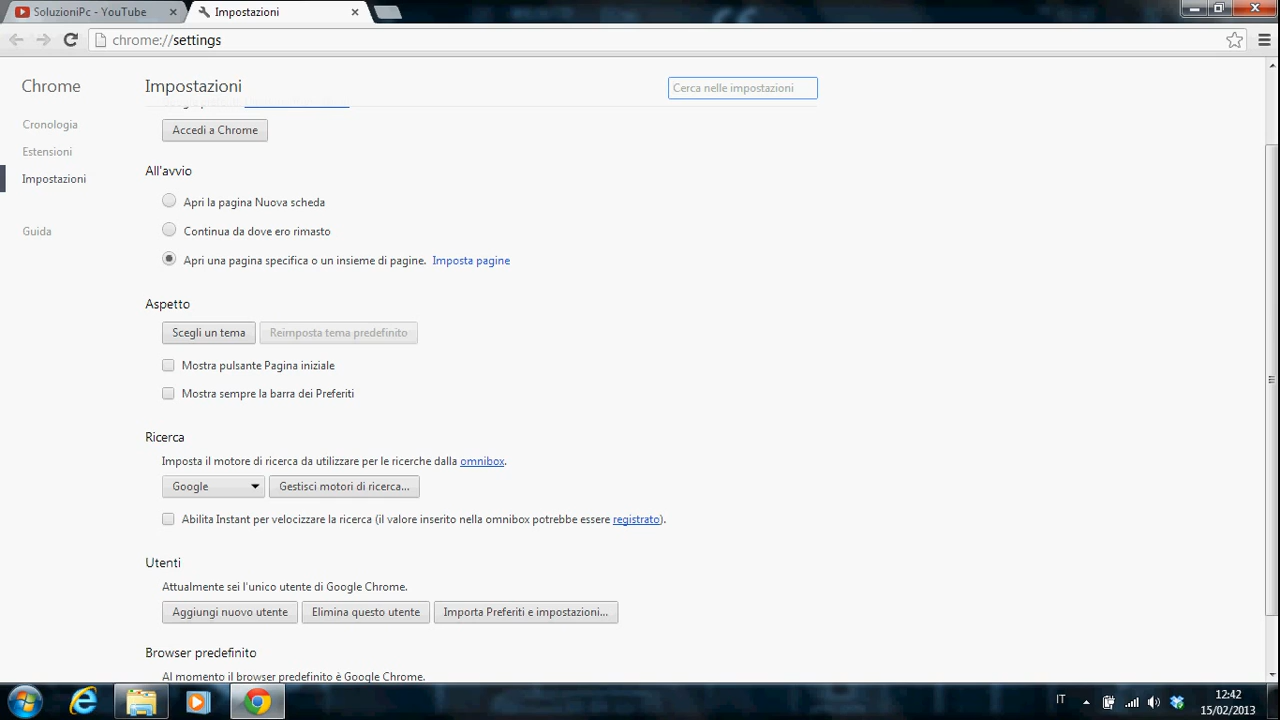 SoluzioniPc - YouTube
Impostazioni
chrome://settings
Chrome
Impostazioni
Cerca nelle impostazioni
Cronologia
Estensioni
Impostazioni
Guida
Accedi a Chrome
All'avvio
Apri la pagina Nuova scheda
Continua da dove ero rimasto
Apri una pagina specifica o un insieme di pagine. Imposta pagine
Aspetto
Scegli un tema
Reimposta tema predefinito
Mostra pulsante Pagina iniziale
Mostra sempre la barra dei Preferiti
Ricerca
Imposta il motore di ricerca da utilizzare per le ricerche dalla omnibox.
Google
Gestisci motori di ricerca...
Abilita Instant per velocizzare la ricerca (il valore inserito nella omnibox potrebbe essere registrato).
Utenti
Attualmente sei l'unico utente di Google Chrome.
Aggiungi nuovo utente
Elimina questo utente
Importa Preferiti e impostazioni...
Browser predefinito
Al momento il browser predefinito è Google Chrome.
IT
12:42
15/02/2013